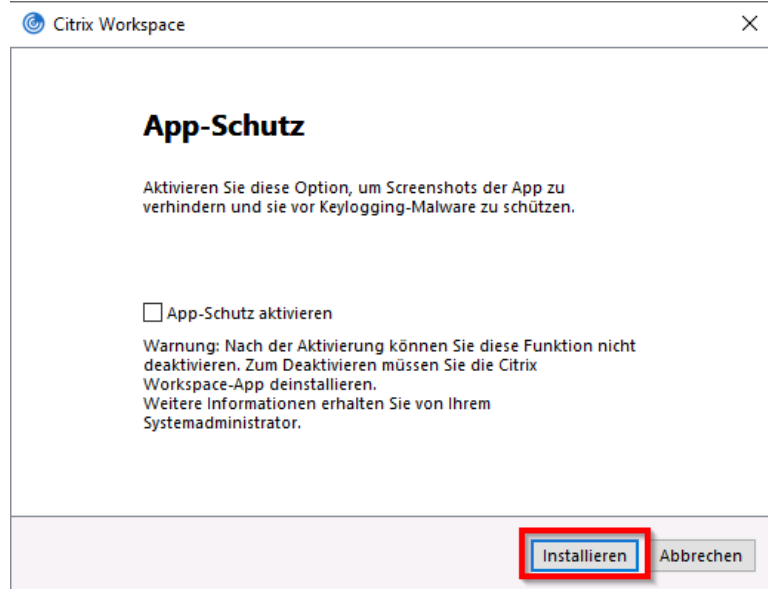 Citrix Workspace
App-Schutz
Aktivieren Sie diese Option, um Screenshots der App zu
verhindern und sie vor Keylogging-Malware zu schützen.
App-Schutz aktivieren
Warnung: Nach der Aktivierung können Sie diese Funktion nicht
deaktivieren. Zum Deaktivieren müssen Sie die Citrix
Workspace-App deinstallieren.
Weitere Informationen erhalten Sie von Ihrem
Systemadministrator.
Installieren Abbrechen